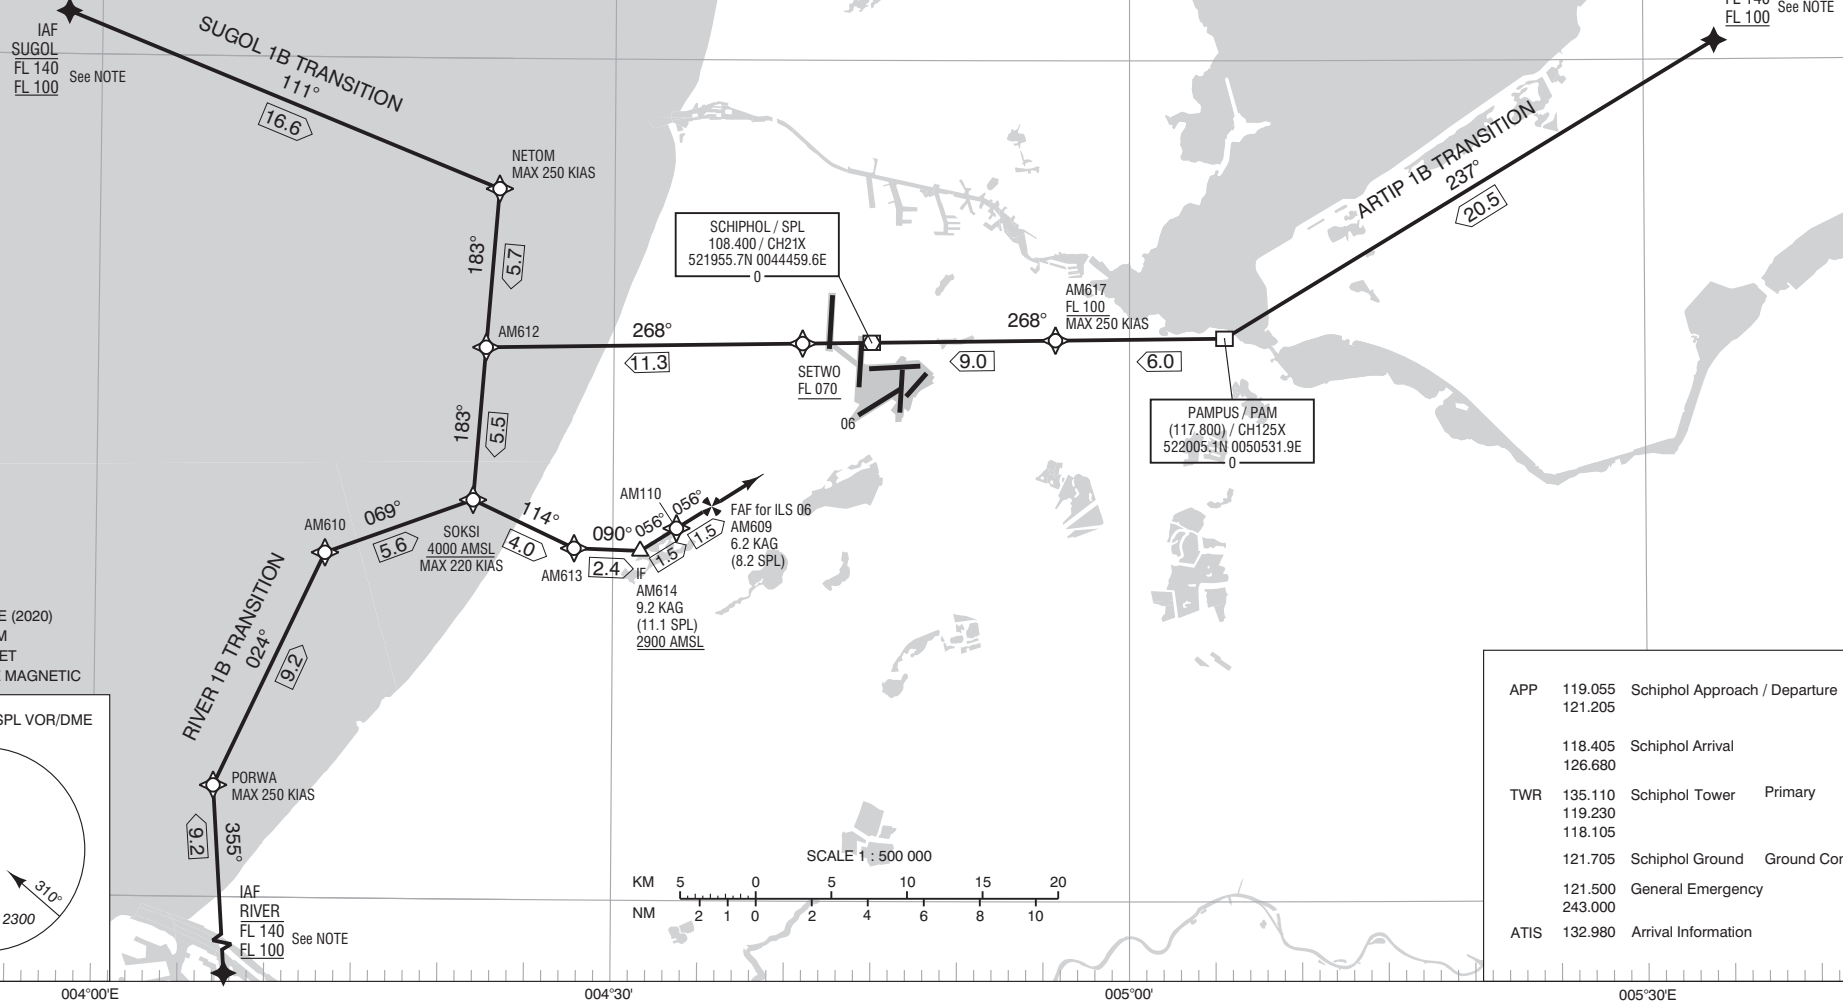 IAF
SUGOL
FL 140
FL 100
See NOTE
SUGOL 1B TRANSITION
111°
16.6
NETOM
MAX 250 KIAS
183°
5.7
AM612
FL 100
See NOTE
ARTIP 1B TRANSITION
237°
20.5
SCHIPHOL / SPL
108.400 / CH21X
521955.7N 0044459.6E
0
AM617
FL 100
MAX 250 KIAS
268°
11.3
268°
9.0
6.0
SETWO
FL 070
06
PAMPUS / PAM
(117.800) / CH125X
522005.1N 0050531.9E
0
183°
5.5
AM610
069°
5.6
SOKSI
4000 AMSL
MAX 220 KIAS
114°
4.0
AM613
090°
2.4
IF
AM614
9.2 KAG
(11.1 SPL)
2900 AMSL
056°
1.5
AM110
056°
1.5
FAF for ILS 06
AM609
6.2 KAG
(8.2 SPL)
RIVER 1B TRANSITION
024°
9.2
PORWA
MAX 250 KIAS
9.2
355°
IAF
RIVER
FL 140
FL 100
See NOTE
E (2020)
M
ET
MAGNETIC
SPL VOR/DME
310°
2300
SCALE 1 : 500 000
KM 5 0 5 10 15 20
NM 2 1 0 2 4 6 8 10
APP 119.055 Schiphol Approach / Departure
121.205
118.405 Schiphol Arrival
126.680
TWR 135.110 Schiphol Tower Primary
119.230
118.105
121.705 Schiphol Ground Ground Cor
121.500 General Emergency
243.000
ATIS 132.980 Arrival Information
004°00'E 004°30' 005°00' 005°30'E